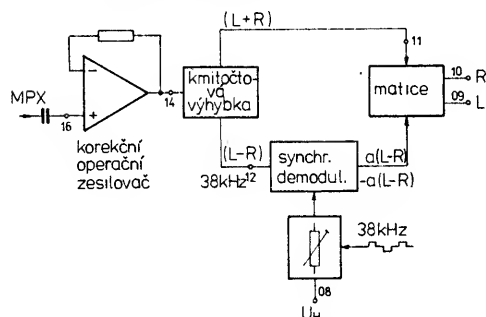 (L+R)
11
MPX
−
+
16
14
kmitočto-
vá
výhybka
matice
10
R
09
L
korekční
operační
zesilovač
(L-R)
38kHz
12
synchr.
demodul.
a(L-R)
-a(L-R)
38kHz
08
UH